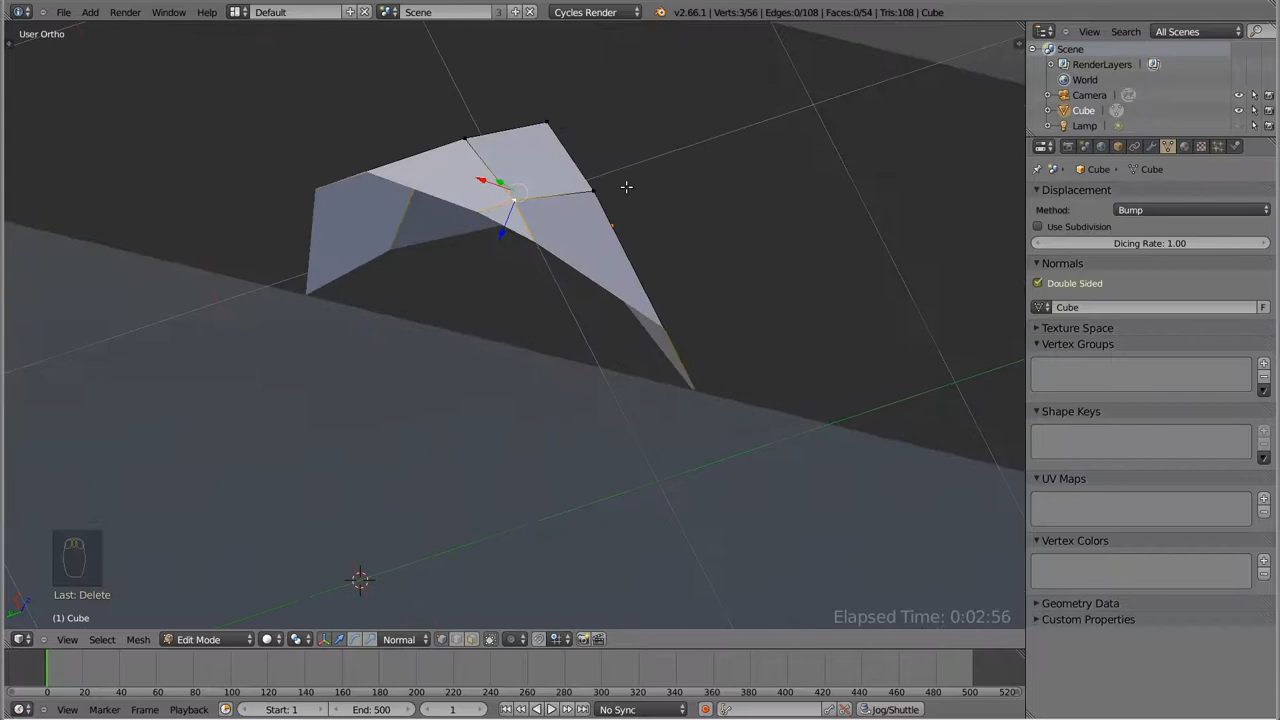 File Add Render Window Help Default Scene 3 Cycles Render v2.66.1 | Verts:3/56 | Edges:0/108 | Faces:0/54 | Tris:108 | Cube
User Ortho
View Search All Scenes
Scene
RenderLayers
World
Camera
Cube
Lamp
Cube Cube
Displacement
Method: Bump
Use Subdivision
Dicing Rate: 1.00
Normals
Double Sided
Cube F
Texture Space
Vertex Groups
Shape Keys
UV Maps
Vertex Colors
Geometry Data
Custom Properties
Last: Delete
(1) Cube
Elapsed Time: 0:02:56
View Select Mesh Edit Mode Normal
0 20 40 60 80 100 120 140 160 180 200 220 240 260 280 300 320 340 360 380 400 420 440 460 480 500 520
View Marker Frame Playback Start: 1 End: 500 1 No Sync Jog/Shuttle